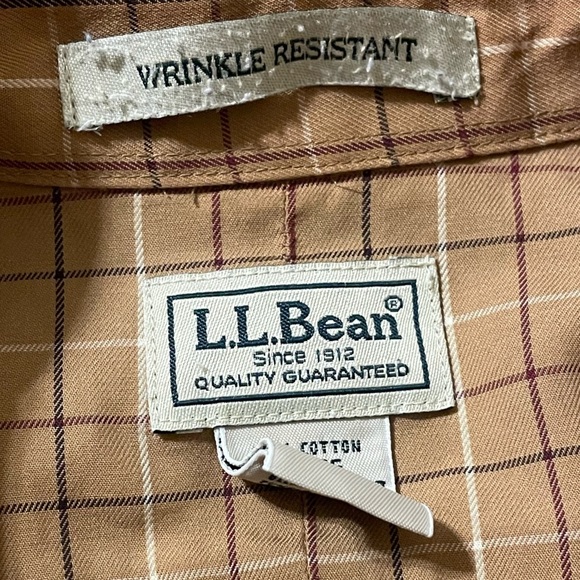 WRINKLE RESISTANT
L.L.Bean®
Since 1912
QUALITY GUARANTEED
COTTON